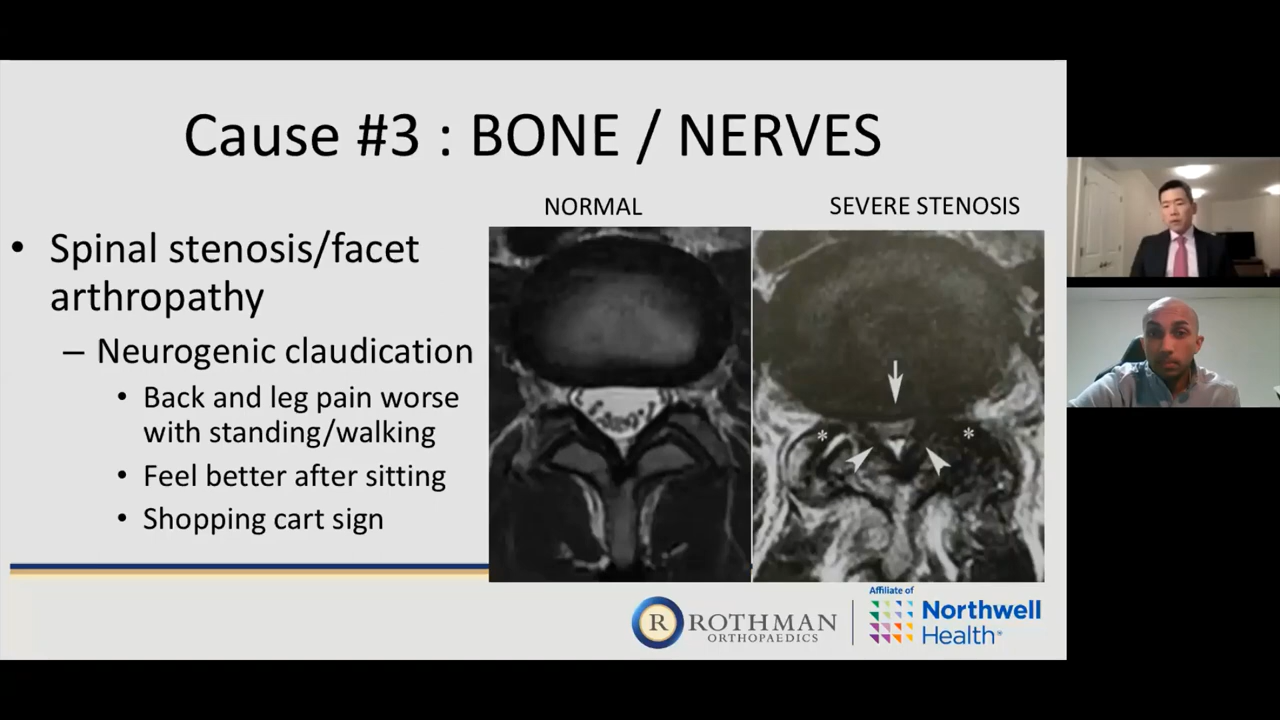 Cause #3 : BONE / NERVES
NORMAL
SEVERE STENOSIS
• Spinal stenosis/facet
arthropathy
– Neurogenic claudication
• Back and leg pain worse
with standing/walking
• Feel better after sitting
• Shopping cart sign
*
*
R ROTHMAN
ORTHOPAEDICS
Affiliate of
Northwell
Health®